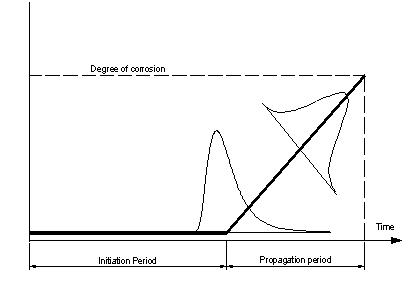 Degree of corrosion
Time
Initiation Period
Propagation period